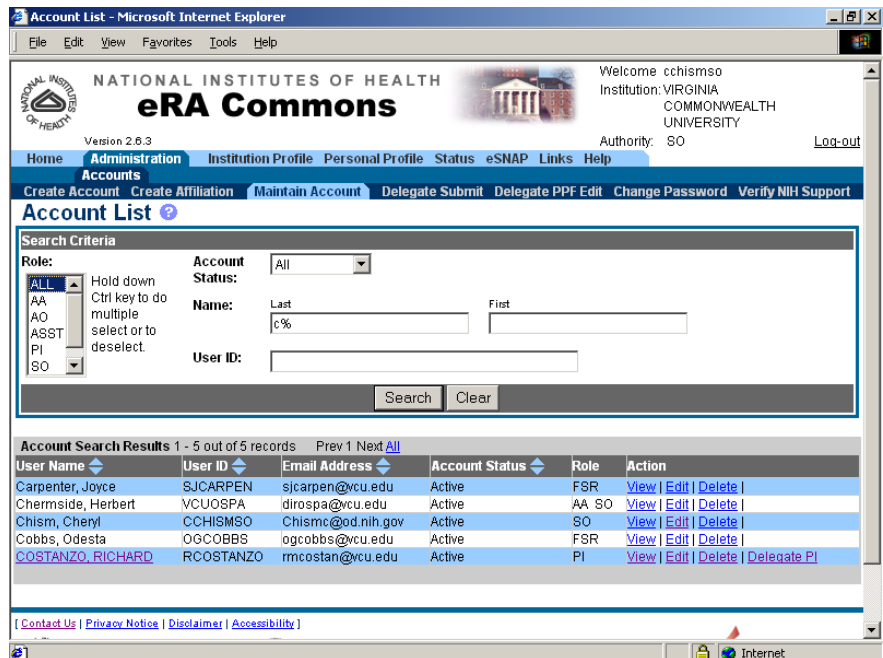 Account List - Microsoft Internet Explorer
File Edit View Favorites Tools Help
NATIONAL INSTITUTES OF HEALTH
eRA Commons
Version 2.6.3
NATIONAL INSTITUTES OF HEALTH
Welcome cchismso
Institution: VIRGINIA
COMMONWEALTH
UNIVERSITY
Authority: SO Log-out
Home Administration Institution Profile Personal Profile Status eSNAP Links Help
Accounts
Create Account Create Affiliation Maintain Account Delegate Submit Delegate PPF Edit Change Password Verify NIH Support
Account List ?
Search Criteria
Role:
ALL
AA
AO
ASST
PI
SO
Hold down
Ctrl key to do
multiple
select or to
deselect.
Account
Status:
All
Name:
Last First
c%
User ID:
Search Clear
Account Search Results 1 - 5 out of 5 records Prev 1 Next All
User Name User ID Email Address Account Status Role Action
Carpenter, Joyce SJCARPEN sjcarpen@vcu.edu Active FSR View | Edit | Delete |
Chermside, Herbert VCUOSPA dirospa@vcu.edu Active AA SO View | Edit | Delete |
Chism, Cheryl CCHISMSO Chismc@od.nih.gov Active SO View | Edit | Delete |
Cobbs, Odesta OGCOBBS ogcobbs@vcu.edu Active FSR View | Edit | Delete |
COSTANZO, RICHARD RCOSTANZO rmcostan@vcu.edu Active PI View | Edit | Delete | Delegate PI
[ Contact Us | Privacy Notice | Disclaimer | Accessibility ]
Internet